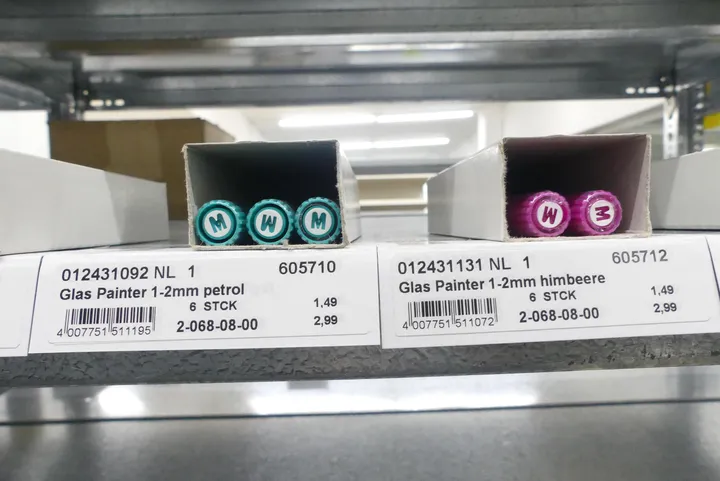 M M M
M M
012431092 NL 1 605710
Glas Painter 1-2mm petrol
6 STCK 1,49
4 007751 511195 2-068-08-00 2,99
012431131 NL 1 605712
Glas Painter 1-2mm himbeere
6 STCK 1,49
4 007751 511072 2-068-08-00 2,99